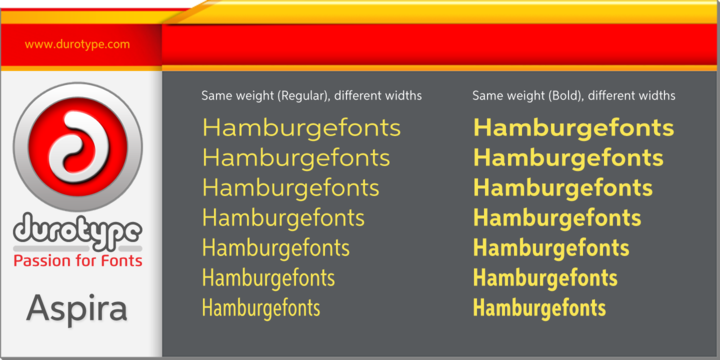 www.durotype.com
durotype
Passion for Fonts
Aspira
Same weight (Regular), different widths
Hamburgefonts
Hamburgefonts
Hamburgefonts
Hamburgefonts
Hamburgefonts
Hamburgefonts
Hamburgefonts
Same weight (Bold), different widths
Hamburgefonts
Hamburgefonts
Hamburgefonts
Hamburgefonts
Hamburgefonts
Hamburgefonts
Hamburgefonts